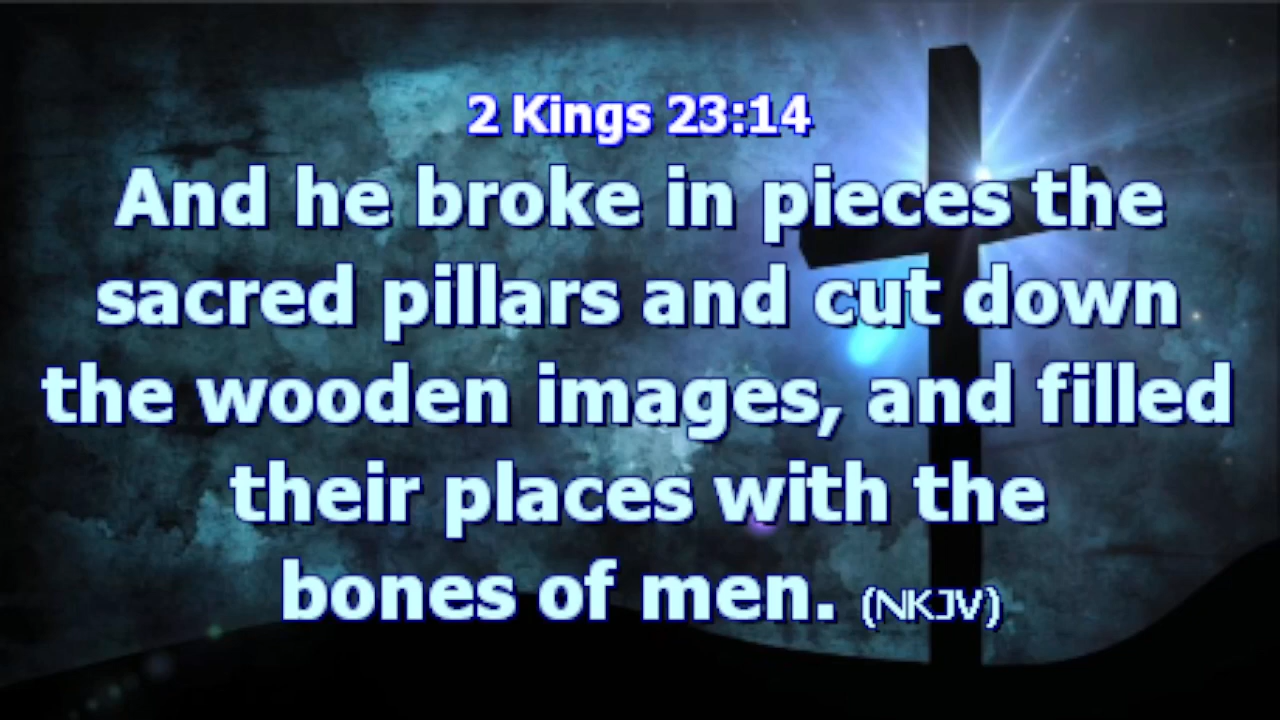 2 Kings 23:14
And he broke in pieces the
sacred pillars and cut down
the wooden images, and filled
their places with the
bones of men. (NKJV)